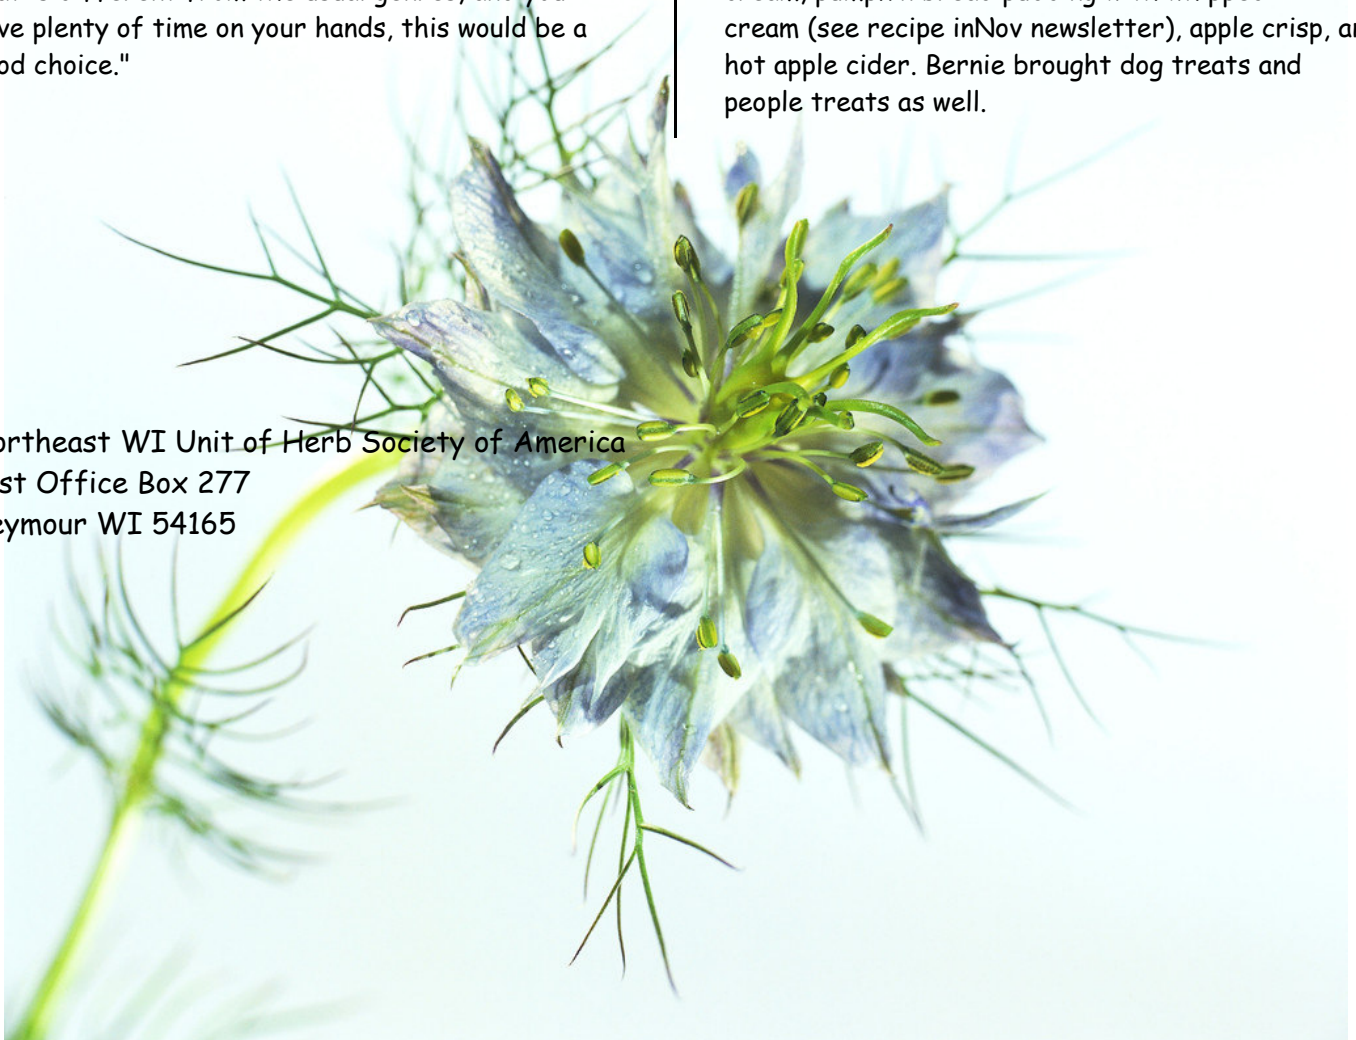 ve plenty of time on your hands, this would be a
od choice."
cream (see recipe inNov newsletter), apple crisp,
hot apple cider. Bernie brought dog treats and
people treats as well.
ortheast WI Unit of Herb Society of America
st Office Box 277
eymour WI 54165